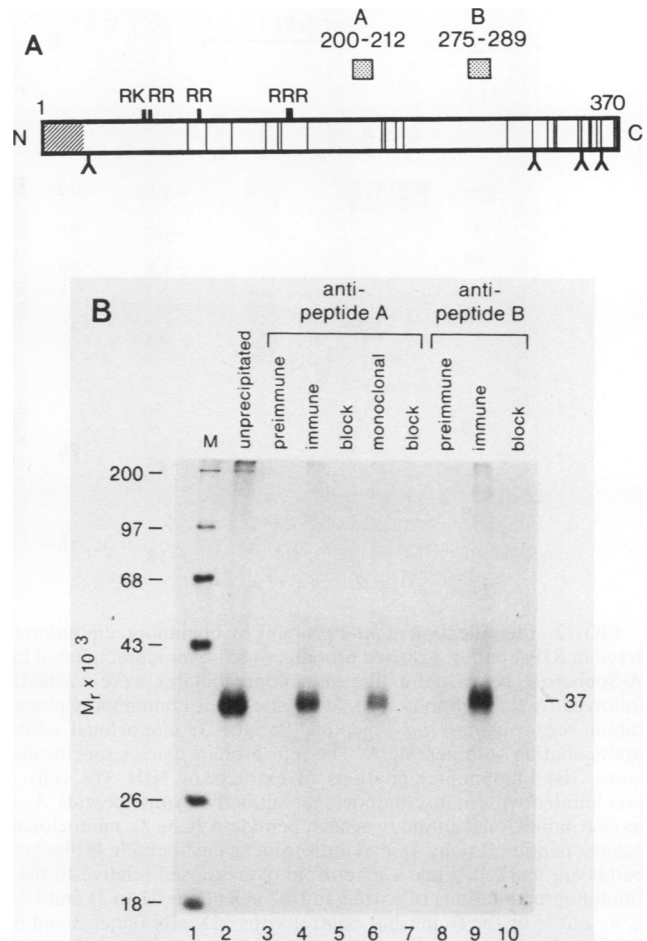 A
A
200-212
B
275-289
1
RK RR
RR
RRR
370
N
C
B
anti-
peptide A
anti-
peptide B
M
unprecipitated
preimmune
immune
block
monoclonal
block
preimmune
immune
block
200
97
68
43
26
18
Mr x 10-3
37
1 2 3 4 5 6 7 8 9 10